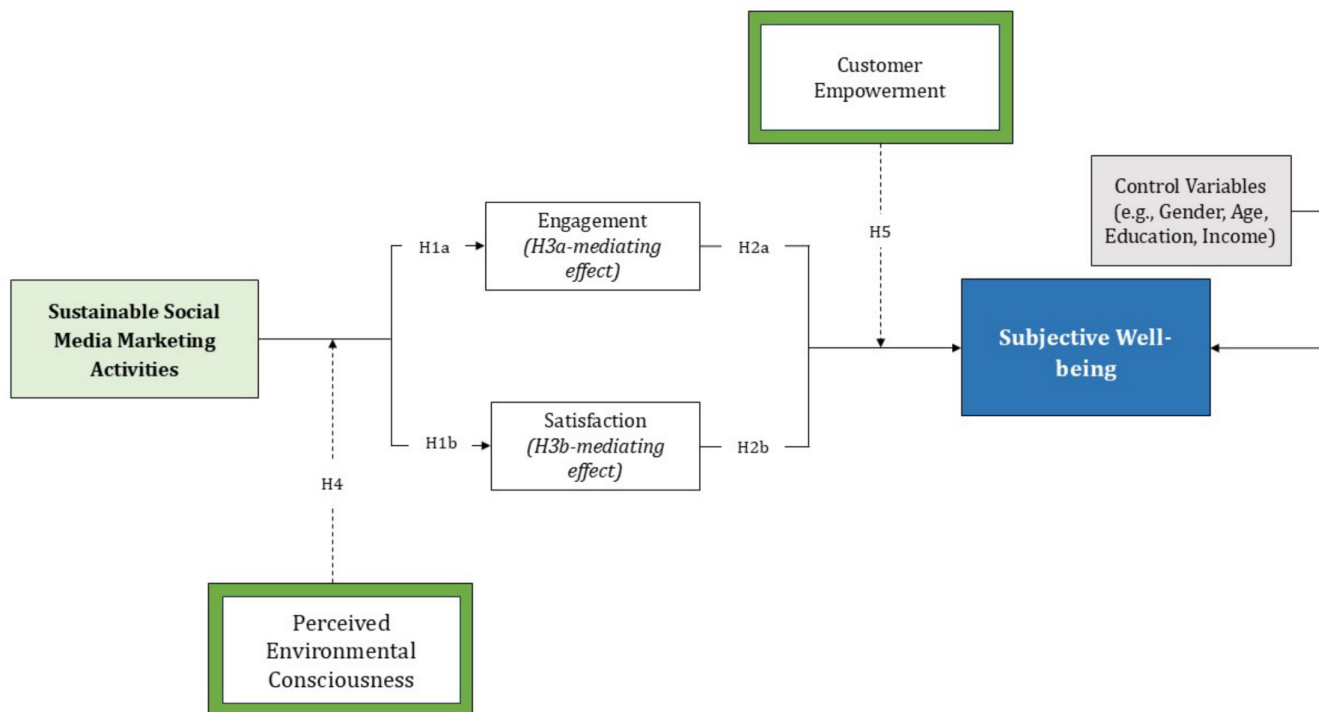 Customer
Empowerment
Control Variables
(e.g., Gender, Age,
Education, Income)
H5
Engagement
(H3a-mediating
effect)
H1a
H2a
Sustainable Social
Media Marketing
Activities
Subjective Well-
being
Satisfaction
(H3b-mediating
effect)
H1b
H2b
H4
Perceived
Environmental
Consciousness